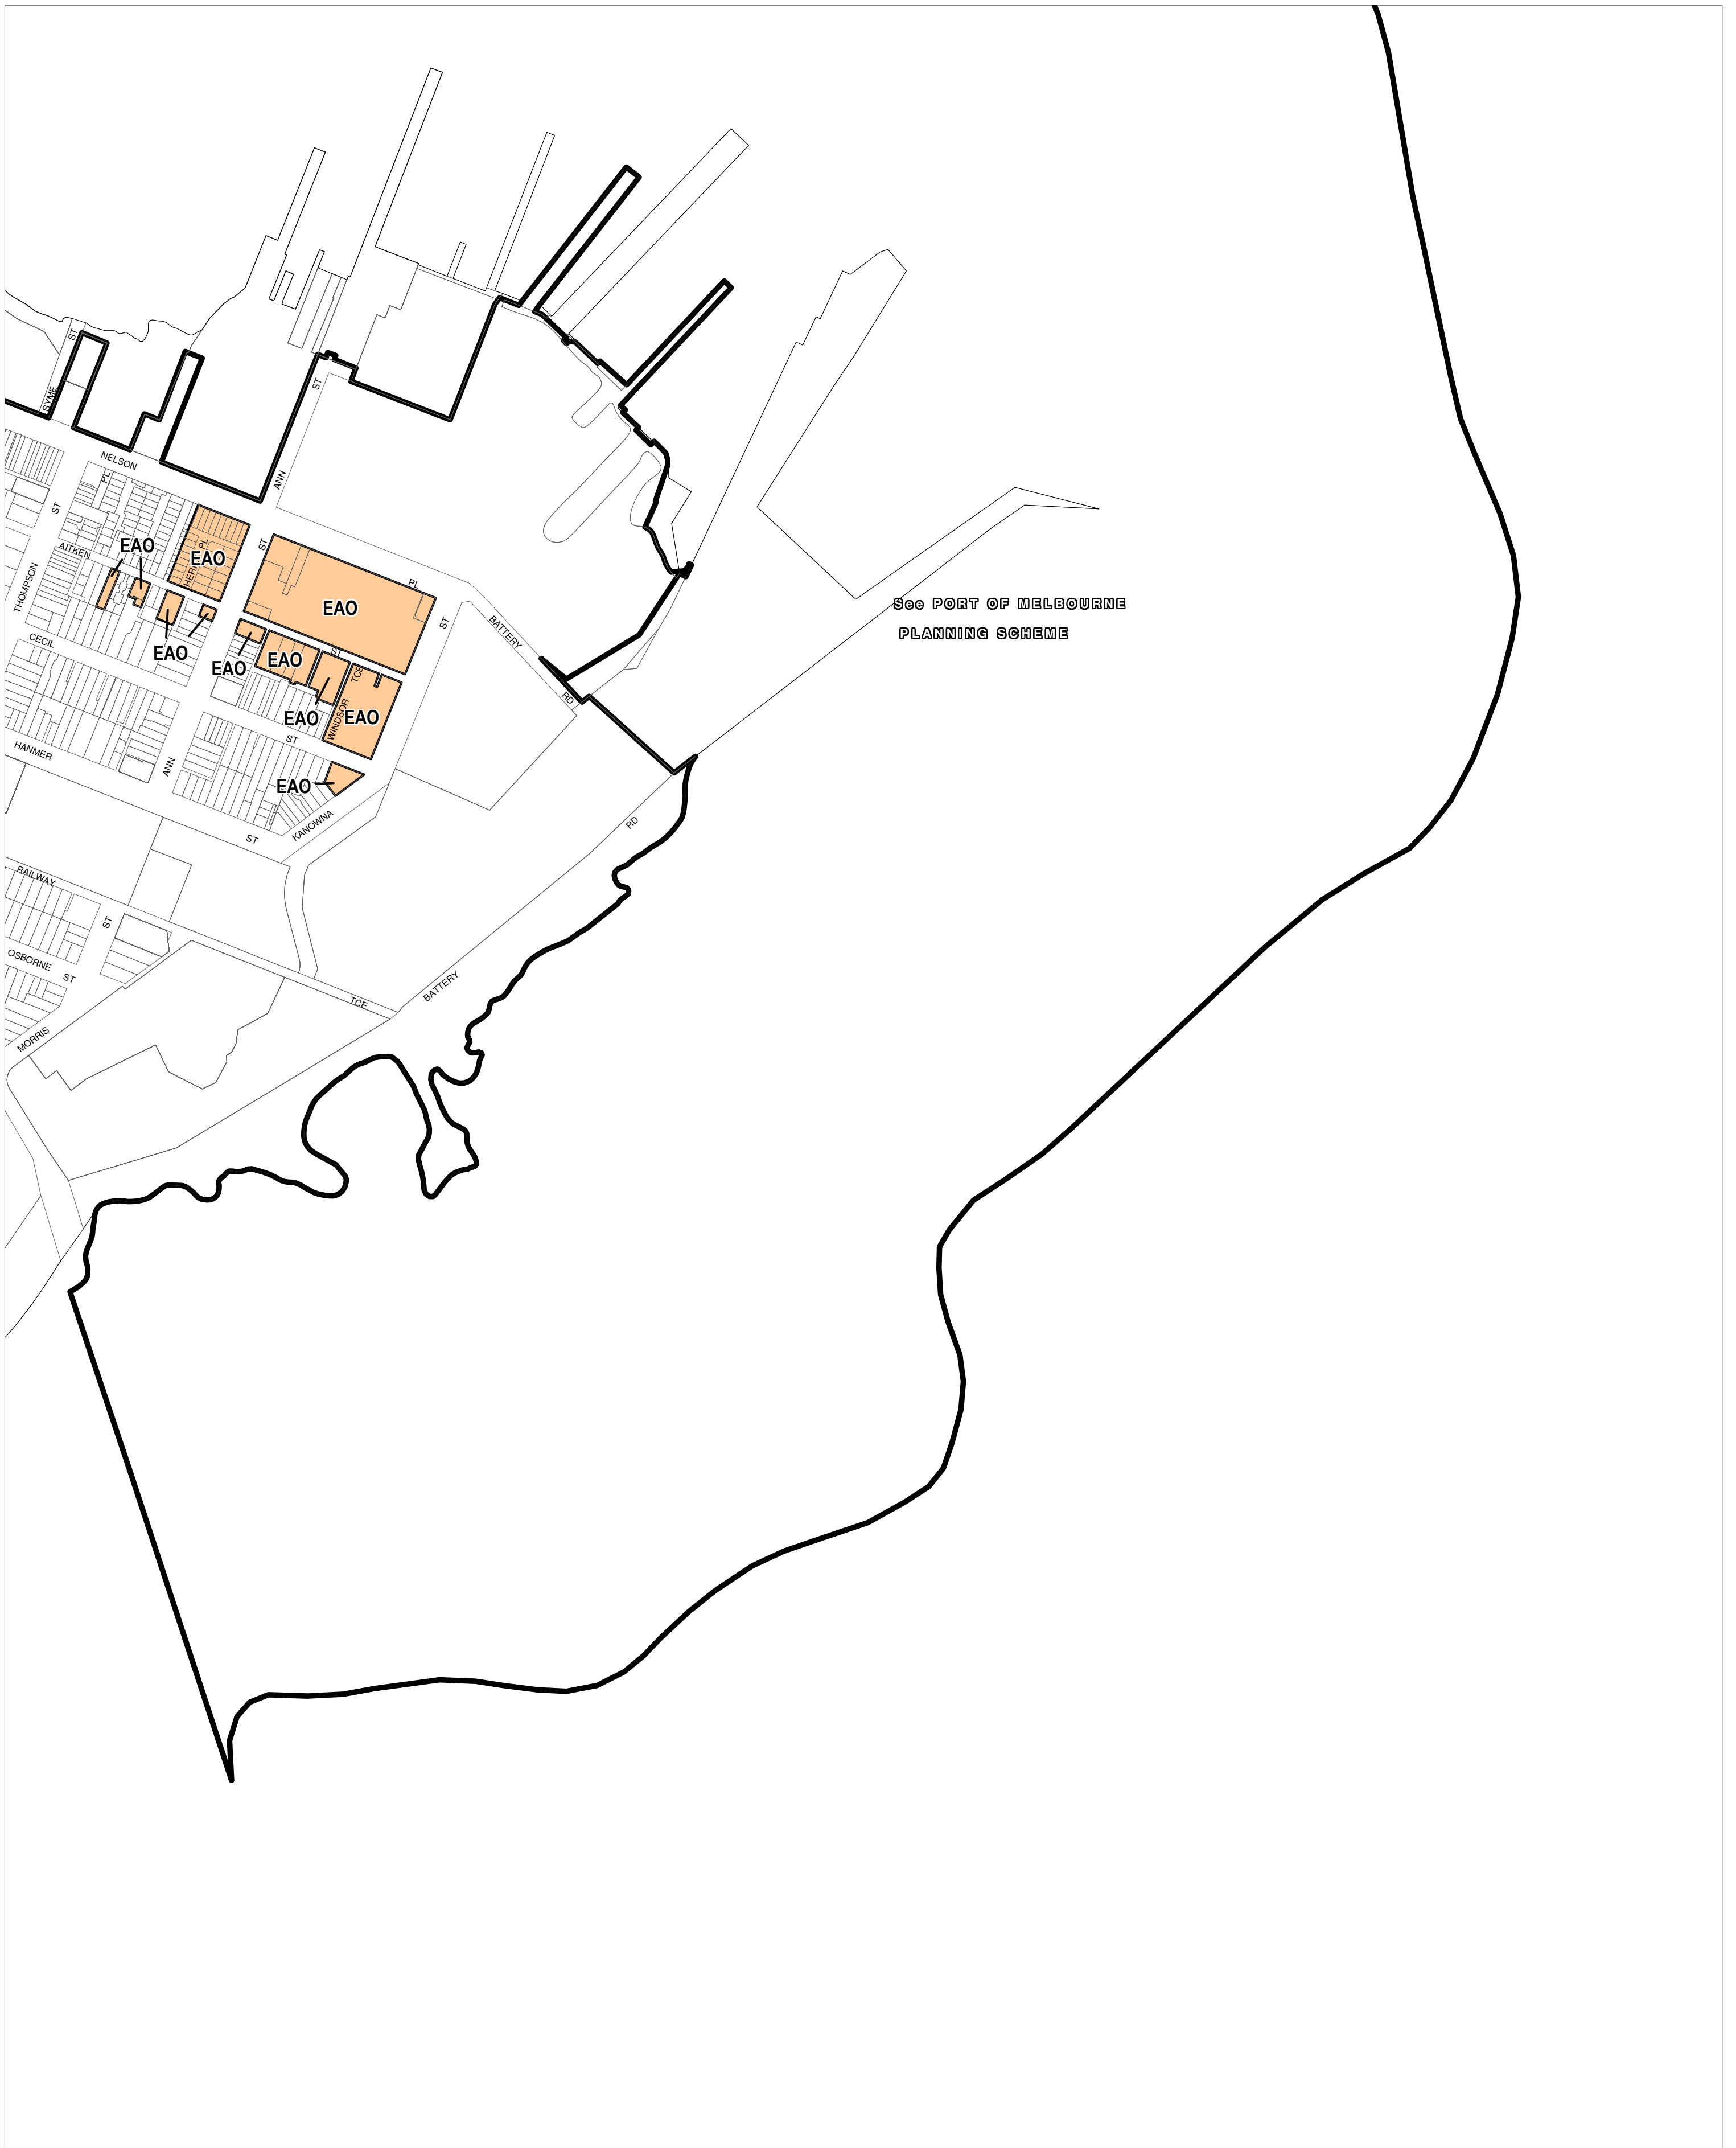 ST
SYME
ST
NELSON
PL
ANN
ST
AITKEN
EAO
EAO
PL
ST
THOMPSON
PL
EAO
ST
BATTERY
See PORT OF MELBOURNE
PLANNING SCHEME
CECIL
EAO
EAO
EAO
ST
TCE
RD
EAO
EAO
WINDSOR
ST
HANMER
ANN
EAO
KANOWNA
ST
RD
RAILWAY
ST
OSBORNE
ST
BATTERY
TCE
MORRIS